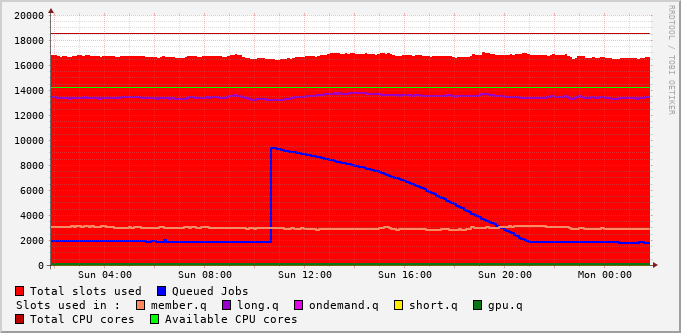 RRDTOOL / TOBI OETIKER
20000
18000
16000
14000
12000
10000
8000
6000
4000
2000
0
Sun 04:00 Sun 08:00 Sun 12:00 Sun 16:00 Sun 20:00 Mon 00:00
Total slots used Queued Jobs
Slots used in : member.q long.q ondemand.q short.q gpu.q
Total CPU cores Available CPU cores